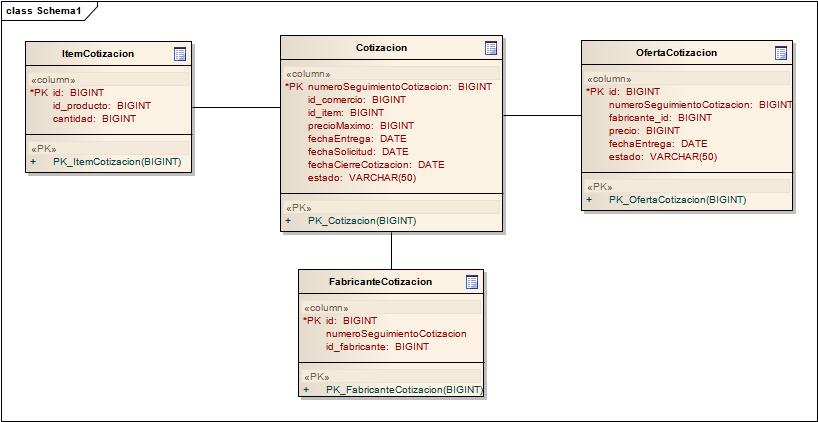 class Schema1
ItemCotizacion
«column»
*PK id: BIGINT
id_producto: BIGINT
cantidad: BIGINT
«PK»
+ PK_ItemCotizacion(BIGINT)
Cotizacion
«column»
*PK numeroSeguimientoCotizacion: BIGINT
id_comercio: BIGINT
id_item: BIGINT
precioMaximo: BIGINT
fechaEntrega: DATE
fechaSolicitud: DATE
fechaCierreCotizacion: DATE
estado: VARCHAR(50)
«PK»
+ PK_Cotizacion(BIGINT)
OfertaCotizacion
«column»
*PK id: BIGINT
numeroSeguimientoCotizacion: BIGINT
fabricante_id: BIGINT
precio: BIGINT
fechaEntrega: DATE
estado: VARCHAR(50)
«PK»
+ PK_OfertaCotizacion(BIGINT)
FabricanteCotizacion
«column»
*PK id: BIGINT
numeroSeguimientoCotizacion
id_fabricante: BIGINT
«PK»
+ PK_FabricanteCotizacion(BIGINT)